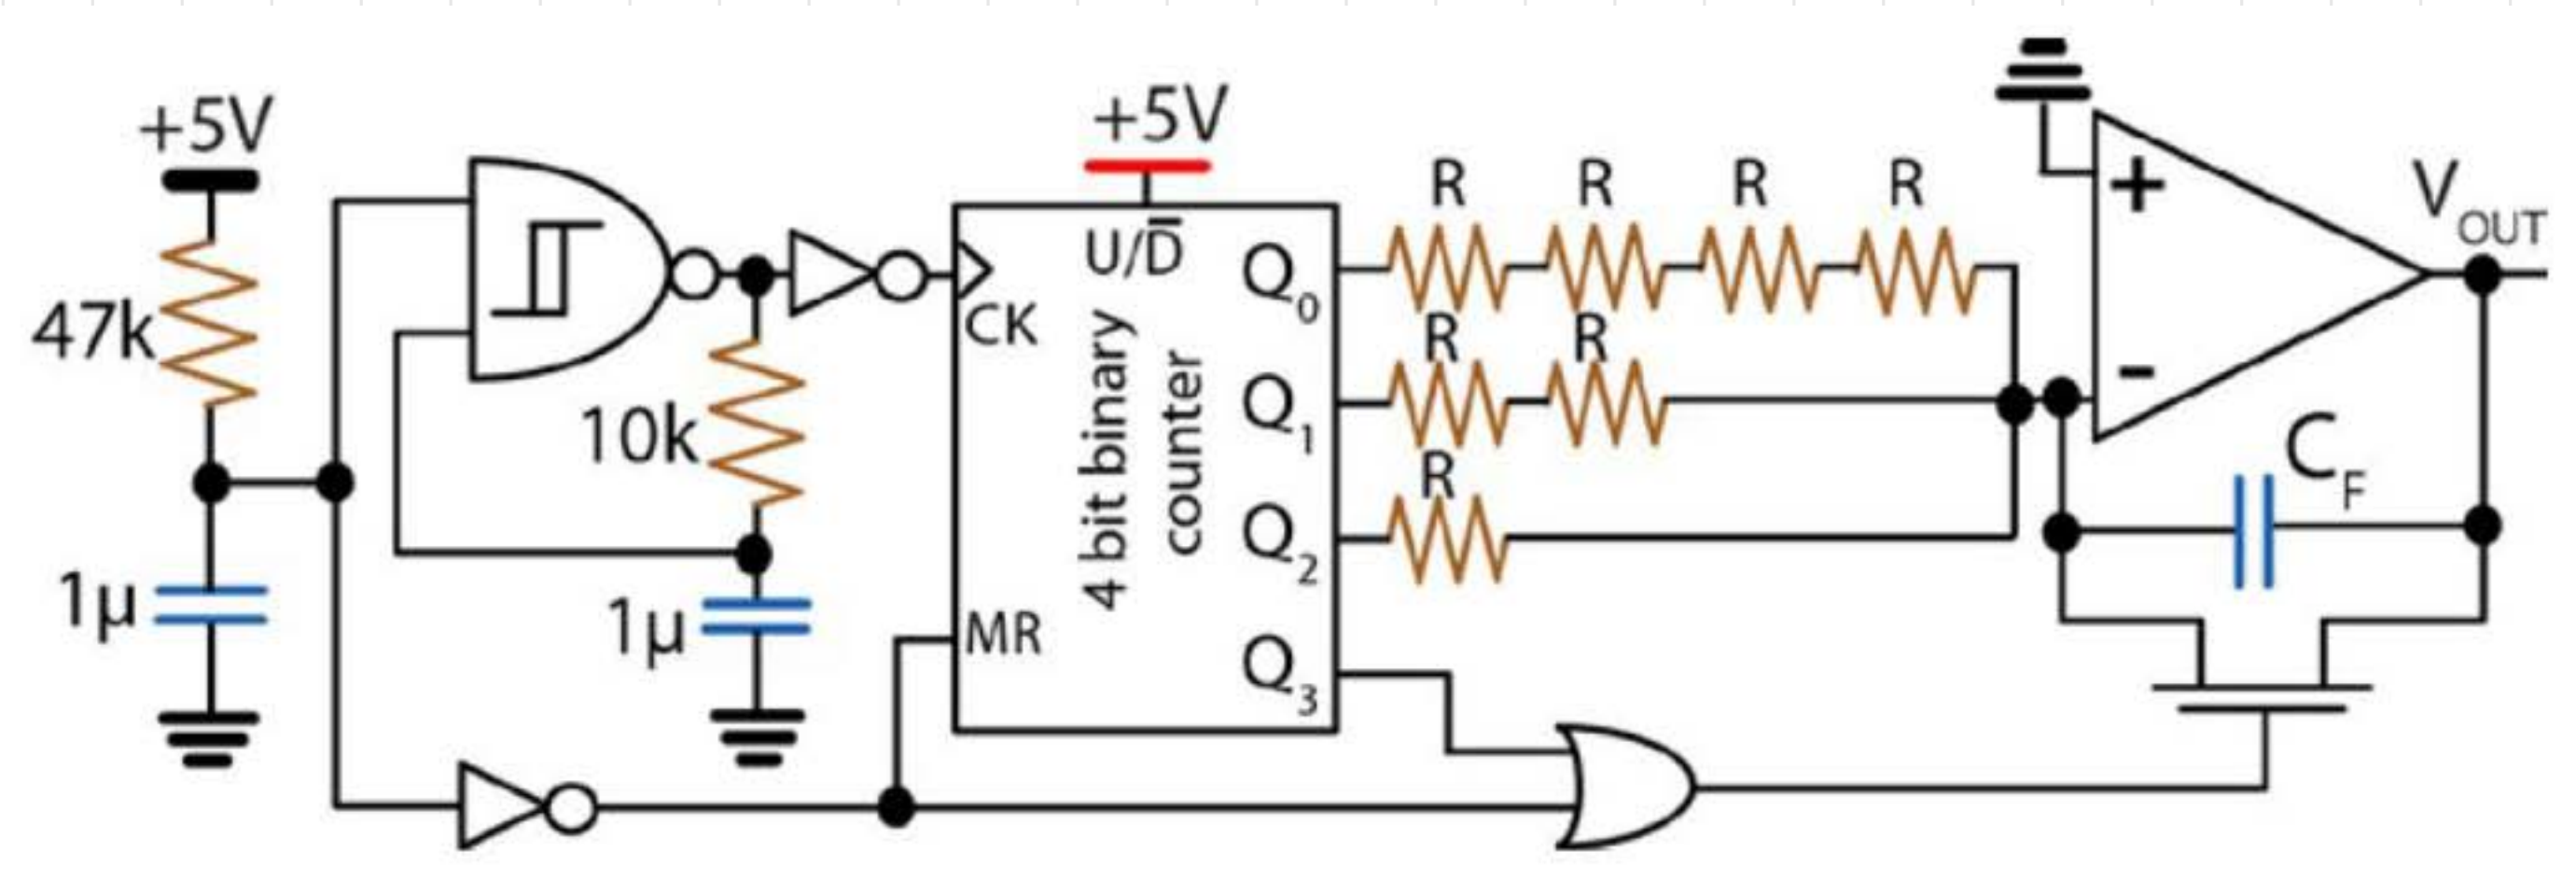 +5V
47k
1µ
10k
1µ
+5V
U/D̅
CK
4 bit binary
counter
MR
Q0
Q1
Q2
Q3
R R R R
R R
R
+
-
VOUT
CF